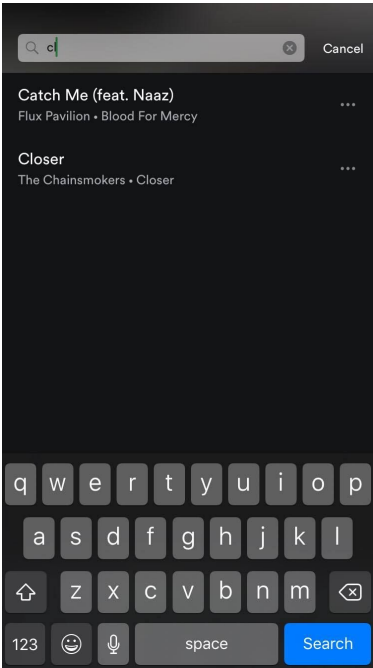 cl
Cancel
Catch Me (feat. Naaz)
Flux Pavilion • Blood For Mercy
Closer
The Chainsmokers • Closer
q w e r t y u i o p
a s d f g h j k l
z x c v b n m
123 space Search